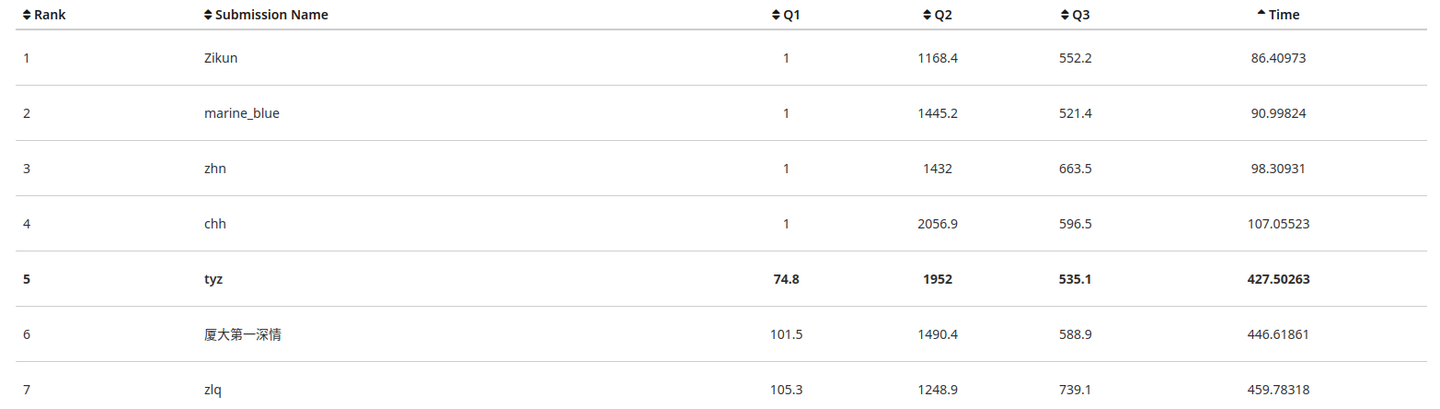 Rank Submission Name Q1 Q2 Q3 Time
1 Zikun 1 1168.4 552.2 86.40973
2 marine_blue 1 1445.2 521.4 90.99824
3 zhn 1 1432 663.5 98.30931
4 chh 1 2056.9 596.5 107.05523
5 tyz 74.8 1952 535.1 427.50263
6 厦大第一深情 101.5 1490.4 588.9 446.61861
7 zlq 105.3 1248.9 739.1 459.78318